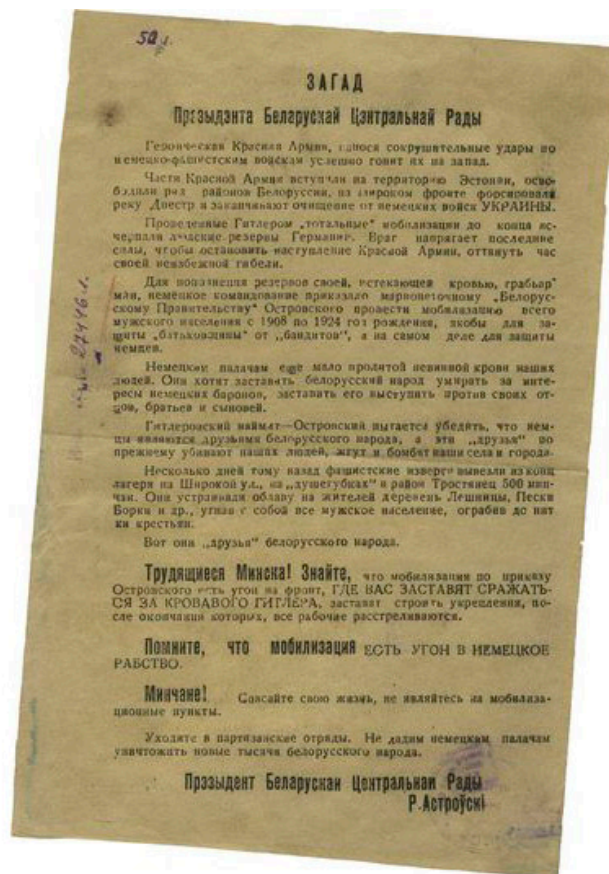 50
ЗАГАД
Прэзыдэнта Беларускай Цэнтральнай Рады
Героическая Красная Армия, нанося сокрушительные удары по
немецко-фашистским войскам успешно гонит их на запад.
Части Красной Армии вступили на территорию Эстонии, осво-
бодили ряд районов Белоруссии, на широком фронте форсировали
реку Днестр и заканчивают очищение от немецких войск УКРАИНЫ.
Проведенные Гитлером „тотальные" мобилизации до конца ис-
черпали людские резервы Германии. Враг напрягает последние
силы, чтобы остановить наступление Красной Армии, оттянуть час
своей неизбежной гибели.
Для пополнения резервов своей, истекающей кровью, грабьар
мии, немецкое командование приказало марионеточному „Белорус-
скому Правительству" Островского провести мобилизацию всего
мужского населения с 1908 по 1924 год рождения, якобы для за-
щиты „батьковщины" от „бандитов", а на самом деле для защиты
немцев.
Немецким палачам еще мало пролитой невинной крови наших
людей. Они хотят заставить белорусский народ умирать за инте-
ресы немецких баронов, заставить его выступить против своих от-
цов, братьев и сыновей.
Гитлеровский наймит—Островский пытается убедить, что нем-
цы являются друзьями белорусского народа, а эти „друзья" по
прежнему убивают наших людей, жгут и бомбят наши села и города.
Несколько дней тому назад фашистские изверги вывезли из конц
лагеря на Широкой ул., на „душегубках" в район Тростянец 500 мин-
чан. Они устраивали облаву на жителей деревень Лешницы, Пески
Борки и др., угнав с собой все мужское население, ограбив до нит
ки крестьян.
Вот они „друзья" белорусского народа.
Трудящиеся Минска! Знайте, что мобилизация по приказу
Островского есть угон на фронт, ГДЕ ВАС ЗАСТАВЯТ СРАЖАТЬ-
СЯ ЗА КРОВАВОГО ГИТЛЕРА, заставят строить укрепления, по-
сле окончания которых, все рабочие расстреливаются.
Помните, что мобилизация ЕСТЬ УГОН В НЕМЕЦКОЕ
РАБСТВО.
Минчане! Спасайте свою жизнь, не являйтесь на мобилиза-
ционные пункты.
Уходите в партизанские отряды. Не дадим немецким палачам
уничтожить новые тысячи белорусского народа.
Прэзыдент Беларускай Центральнай Рады
Р.Астроўскі
27446